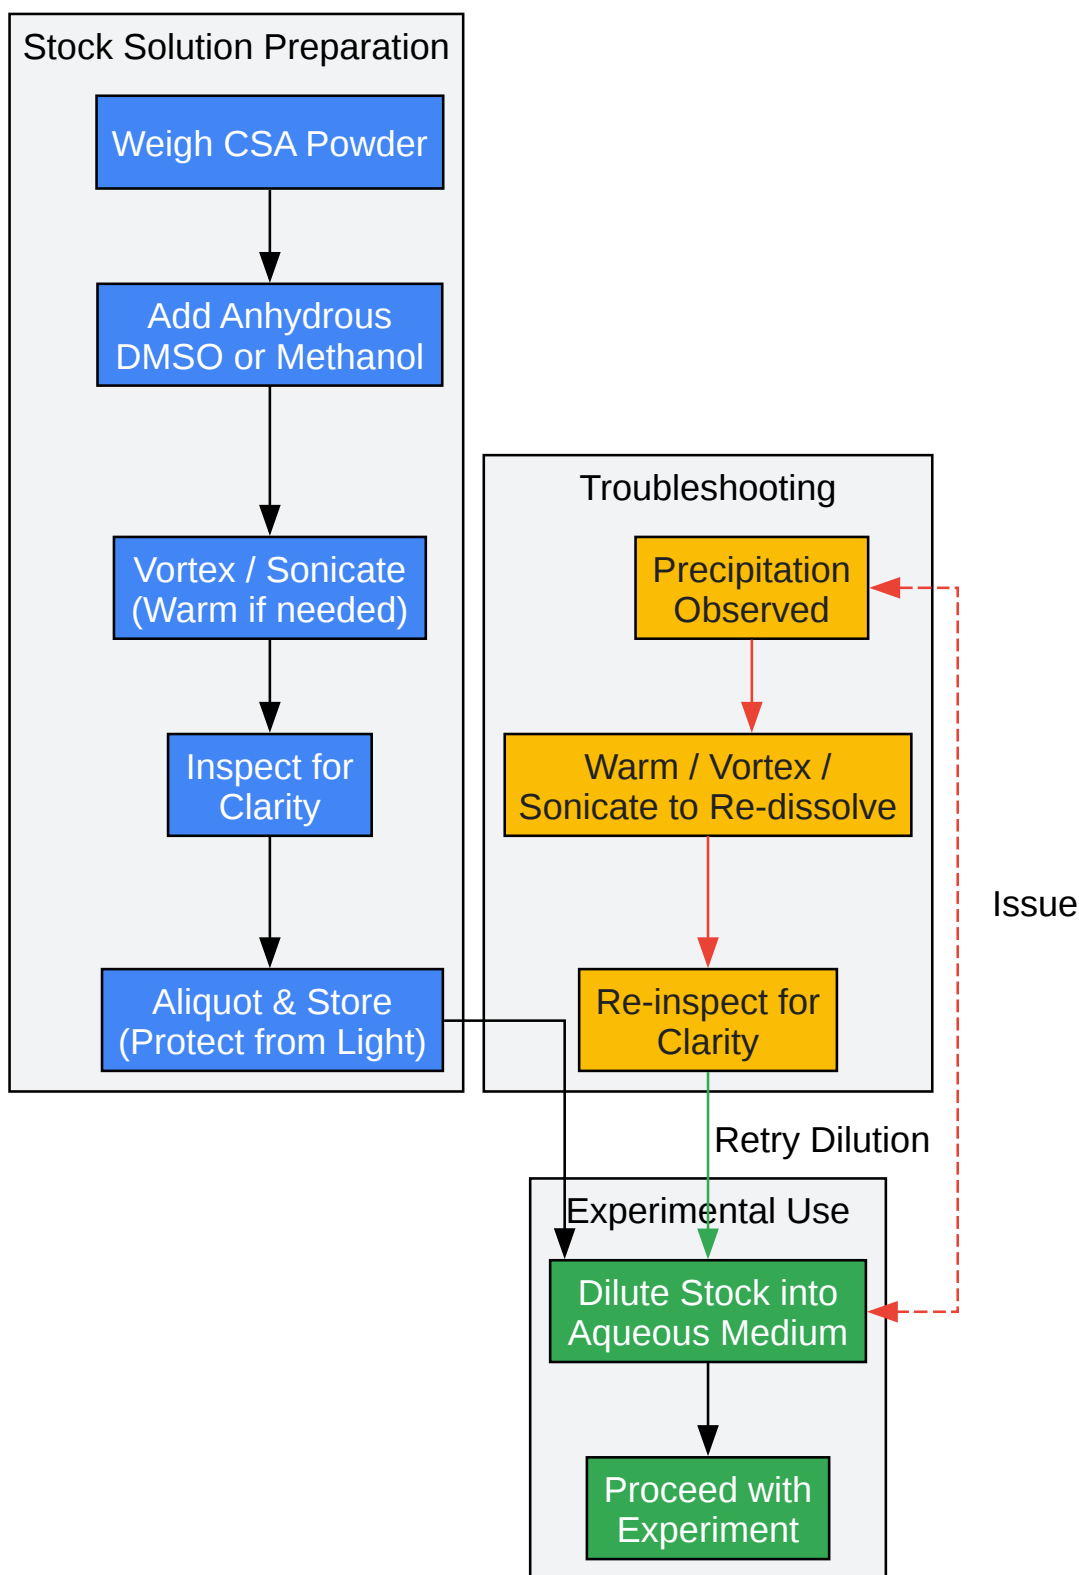 Stock Solution Preparation
Weigh CSA Powder
Add Anhydrous
DMSO or Methanol
Vortex / Sonicate
(Warm if needed)
Inspect for
Clarity
Aliquot & Store
(Protect from Light)
Troubleshooting
Precipitation
Observed
Warm / Vortex /
Sonicate to Re-dissolve
Re-inspect for
Clarity
Issue
Retry Dilution
Experimental Use
Dilute Stock into
Aqueous Medium
Proceed with
Experiment